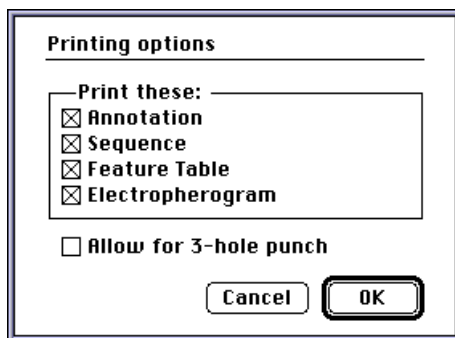 Printing options
Print these:
Annotation
Sequence
Feature Table
Electropherogram
Allow for 3-hole punch
Cancel OK